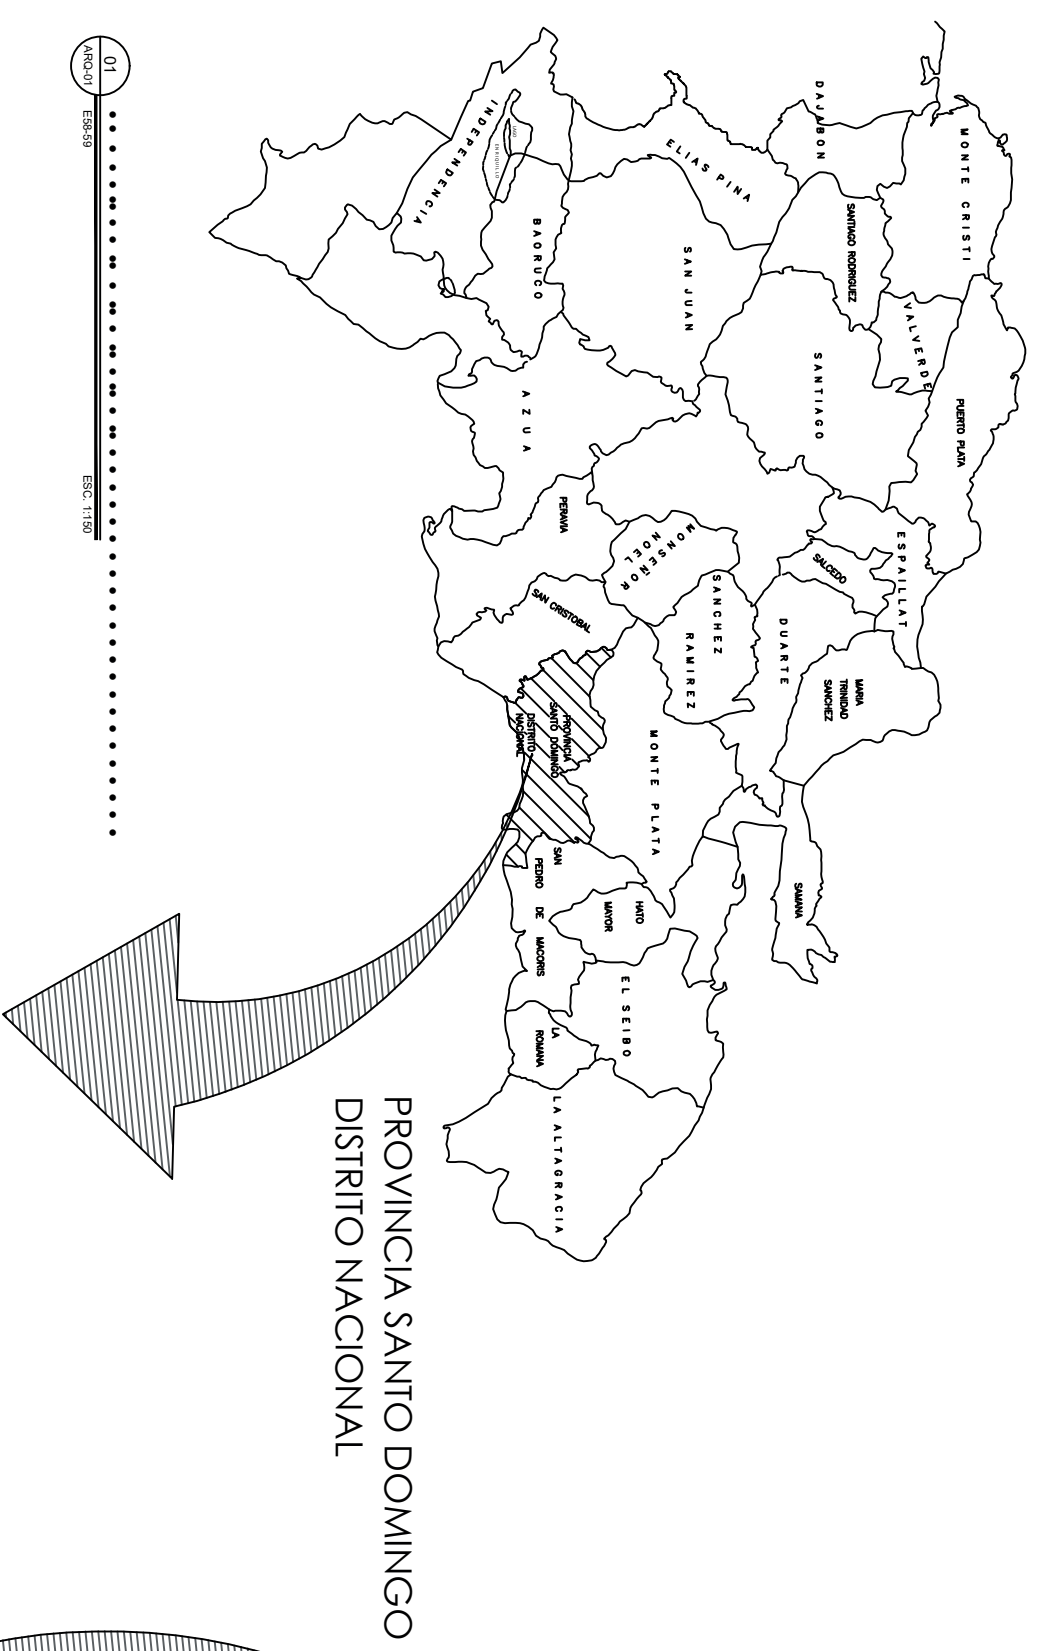 MONTE CRISTI
PUERTO PLATA
DAJABON
SANTIAGO RODRIGUEZ
VALVERDE
ESPAILLAT
SALCEDO
MARIA
TRINIDAD
SANCHEZ
ELIAS PINA
SANTIAGO
DUARTE
SAMANA
SAN JUAN
MONSEÑOR
NOEL
SANCHEZ
RAMIREZ
MONTE PLATA
HATO
MAYOR
EL SEIBO
INDEPENDENCIA
LAGO
ENRIQUILLO
BAORUCO
AZUA
PERAVIA
SAN CRISTOBAL
PROVINCIA
SANTO DOMINGO
DISTRITO
NACIONAL
SAN
PEDRO DE MACORIS
LA
ROMANA
LA ALTAGRACIA
PROVINCIA SANTO DOMINGO
DISTRITO NACIONAL
01
ARQ-01
E58-59
ESC. 1:150